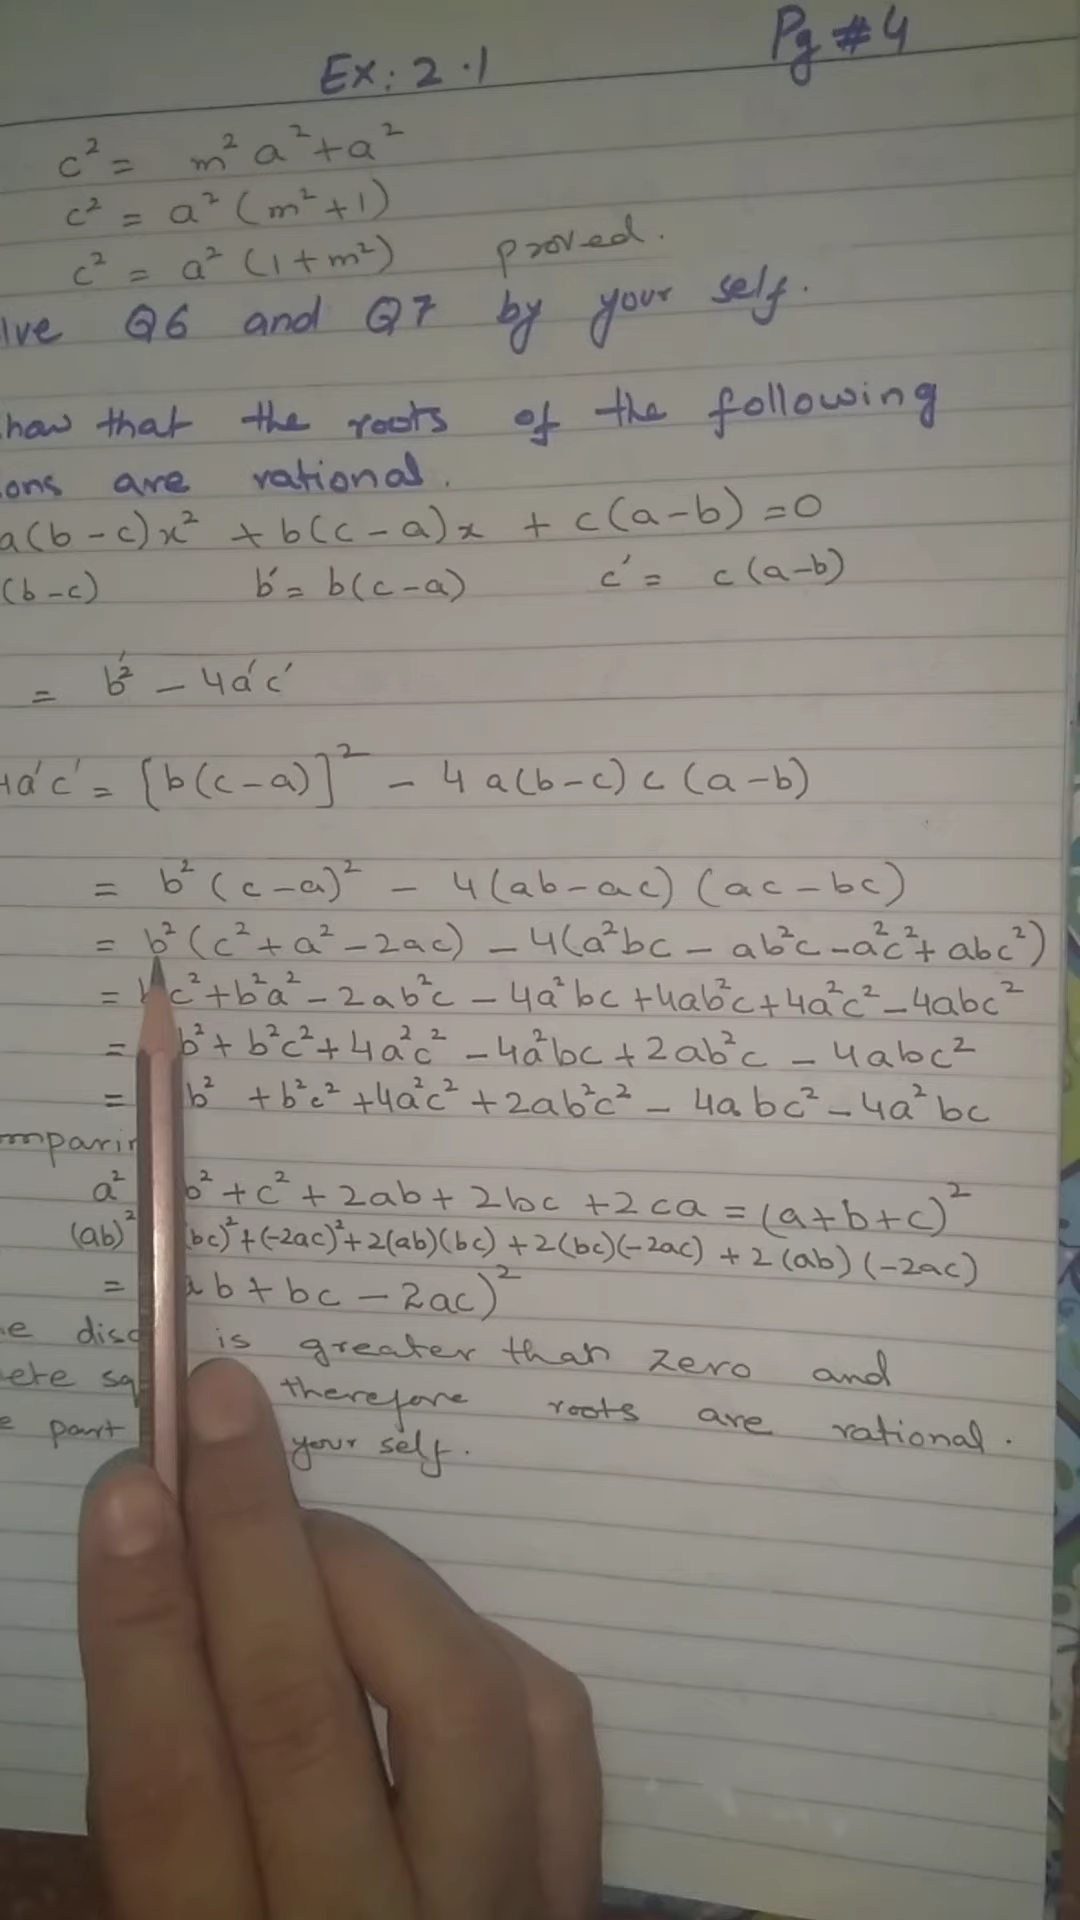 Ex: 2.1 Pg # 4
c² = m² a² + a²
c² = a² (m² + 1)
c² = a² (1 + m²) proved.
lve Q6 and Q7 by your self.
how that the roots of the following
ons are rational.
a(b - c)x² + b(c - a)x + c(a - b) = 0
(b - c) b' = b(c - a) c' = c(a - b)
= b'² - 4a'c'
4a'c' = [b(c - a)]² - 4a(b - c) c (a - b)
= b² (c - a)² - 4(ab - ac) (ac - bc)
= b² (c² + a² - 2ac) - 4(a²bc - ab²c - a²c² + abc²)
= c² + b²a² - 2ab²c - 4a²bc + 4ab²c + 4a²c² - 4abc²
= b² + b²c² + 4a²c² - 4a²bc + 2ab²c - 4abc²
= b² + b²c² + 4a²c² + 2ab²c² - 4abc² - 4a²bc
mparin
a² b² + c² + 2ab + 2bc + 2ca = (a + b + c)²
(ab)² (bc)² + (-2ac)² + 2(ab)(bc) + 2(bc)(-2ac) + 2(ab)(-2ac)
= ab + bc - 2ac)²
e disc is greater than zero and
ete sq therefore roots are rational.
e part your self.